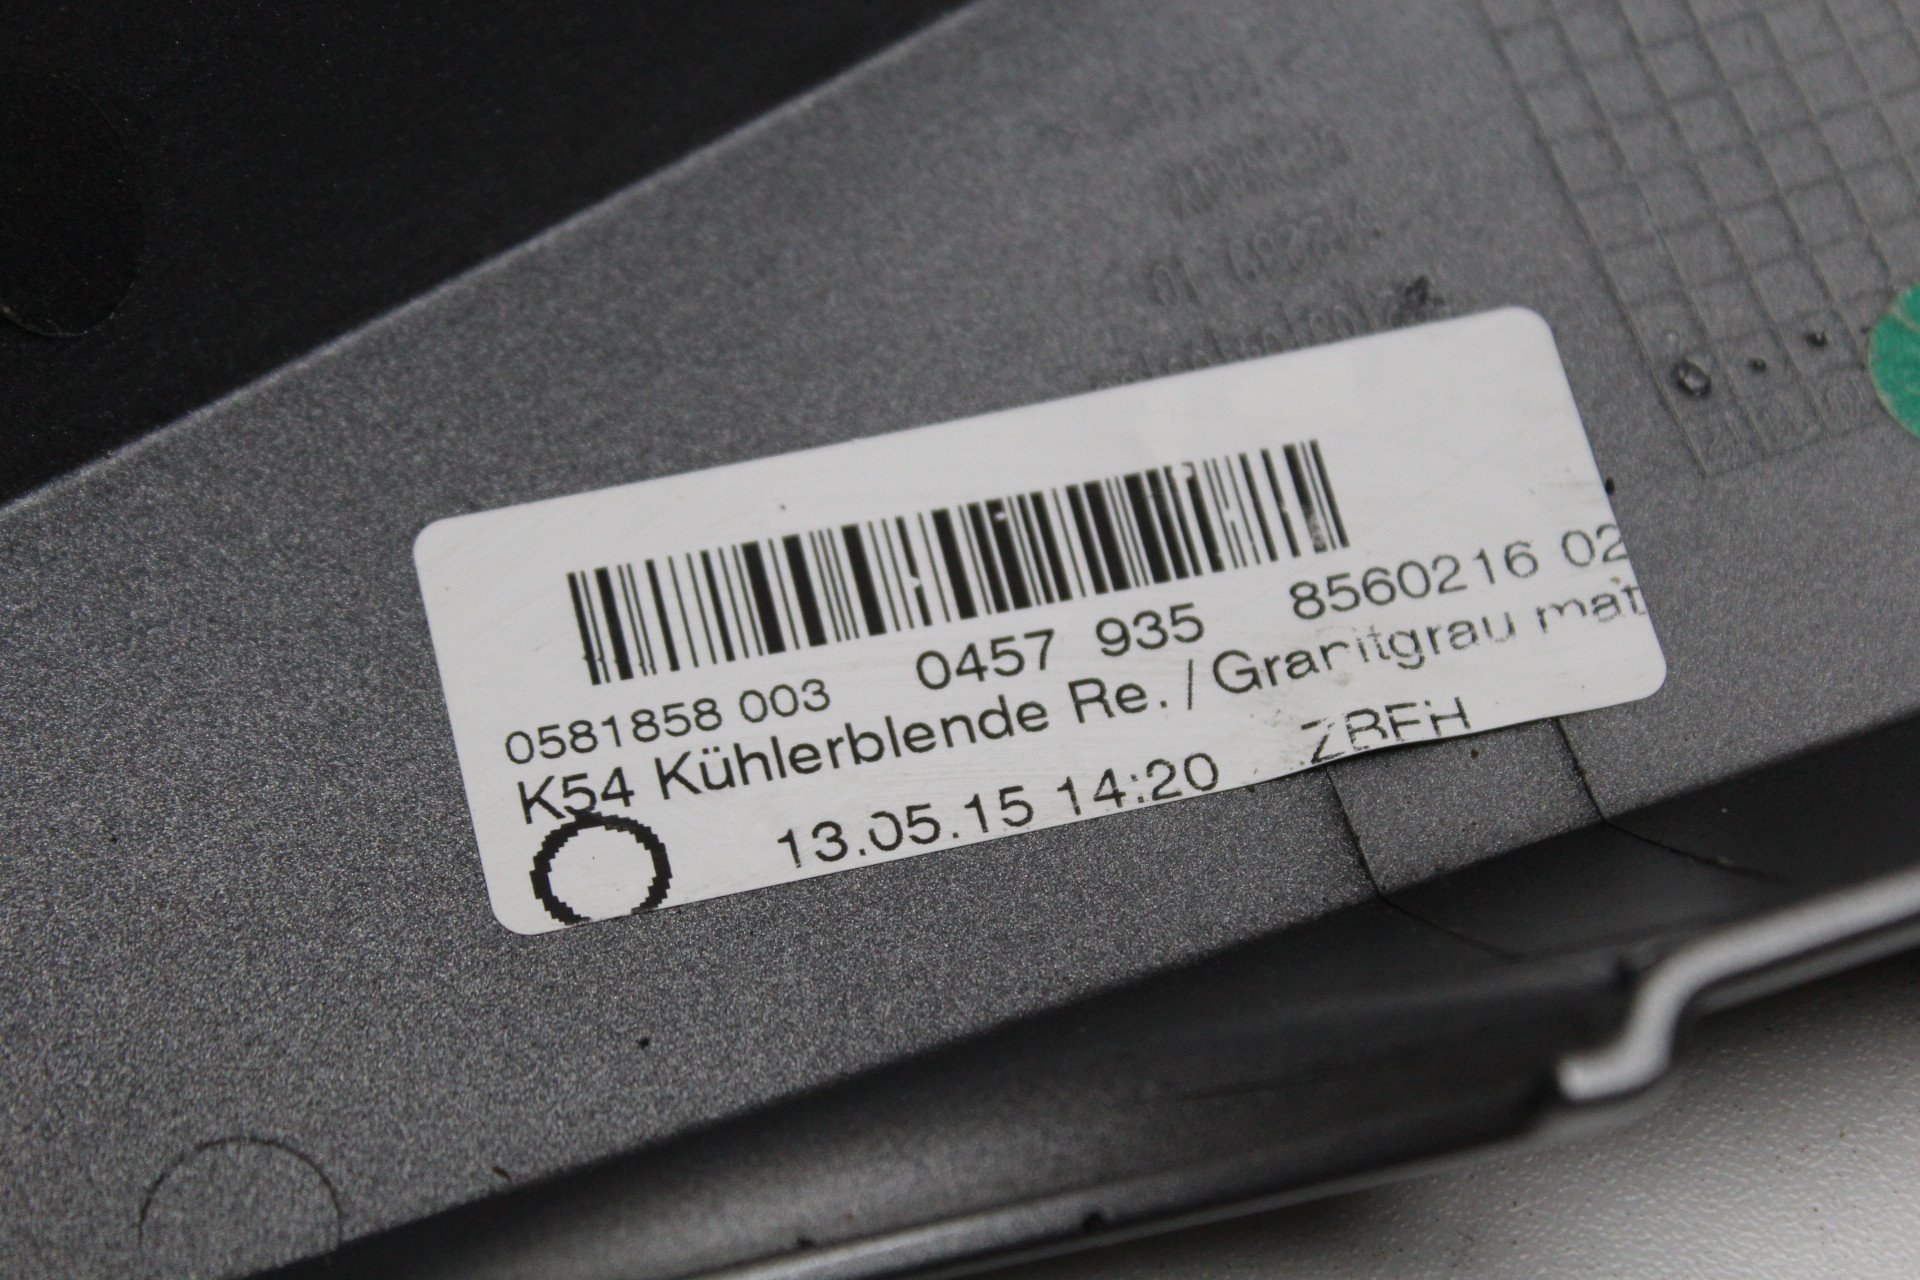 0581858 003 0457 935 8560216 02
K54 Kühlerblende Re. / Granitgrau mat
13.05.15 14:20 ZBFH